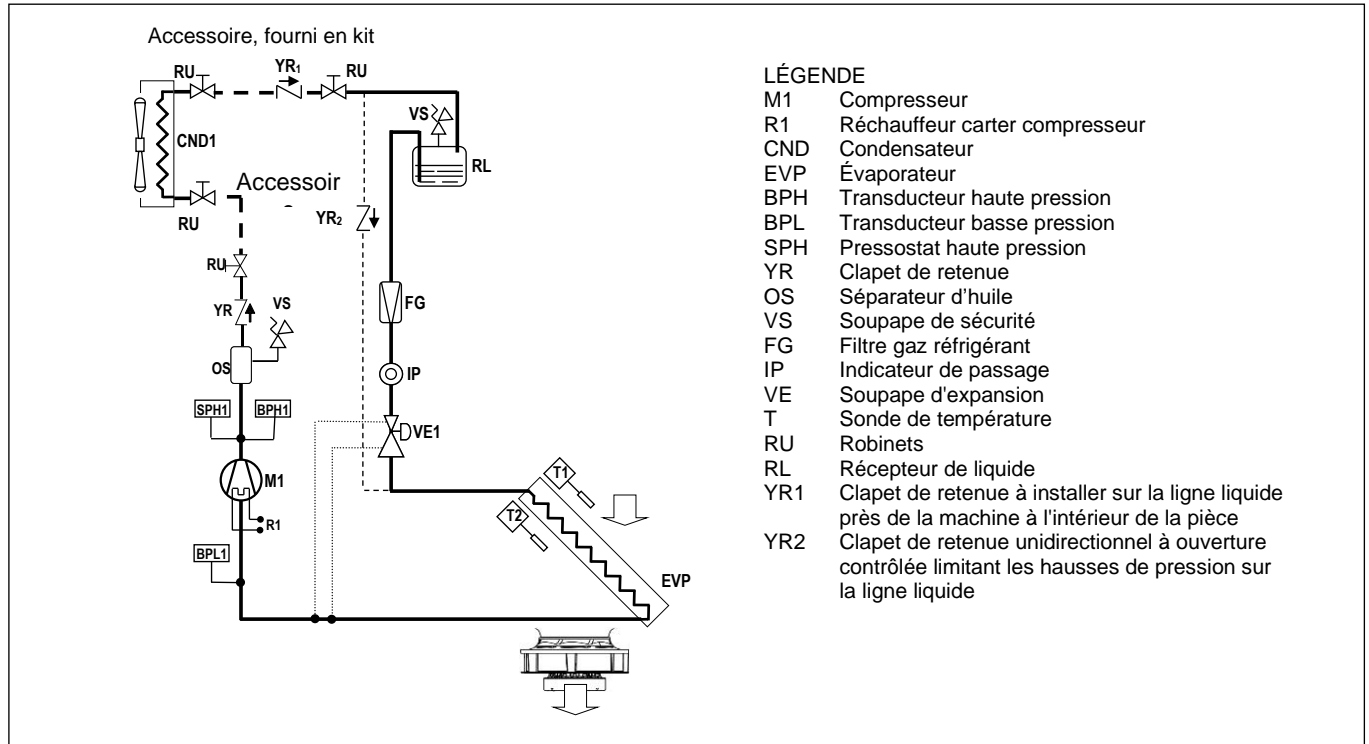 Accessoire, fourni en kit
RU
YR1
RU
VS
CND1
RL
Accessoir
RU
YR2
RU
YR
VS
FG
OS
IP
SPH1
BPH1
VE1
M1
T1
R1
T2
BPL1
EVP
LÉGENDE
M1 Compresseur
R1 Réchauffeur carter compresseur
CND Condensateur
EVP Évaporateur
BPH Transducteur haute pression
BPL Transducteur basse pression
SPH Pressostat haute pression
YR Clapet de retenue
OS Séparateur d'huile
VS Soupape de sécurité
FG Filtre gaz réfrigérant
IP Indicateur de passage
VE Soupape d'expansion
T Sonde de température
RU Robinets
RL Récepteur de liquide
YR1 Clapet de retenue à installer sur la ligne liquide
près de la machine à l'intérieur de la pièce
YR2 Clapet de retenue unidirectionnel à ouverture
contrôlée limitant les hausses de pression sur
la ligne liquide